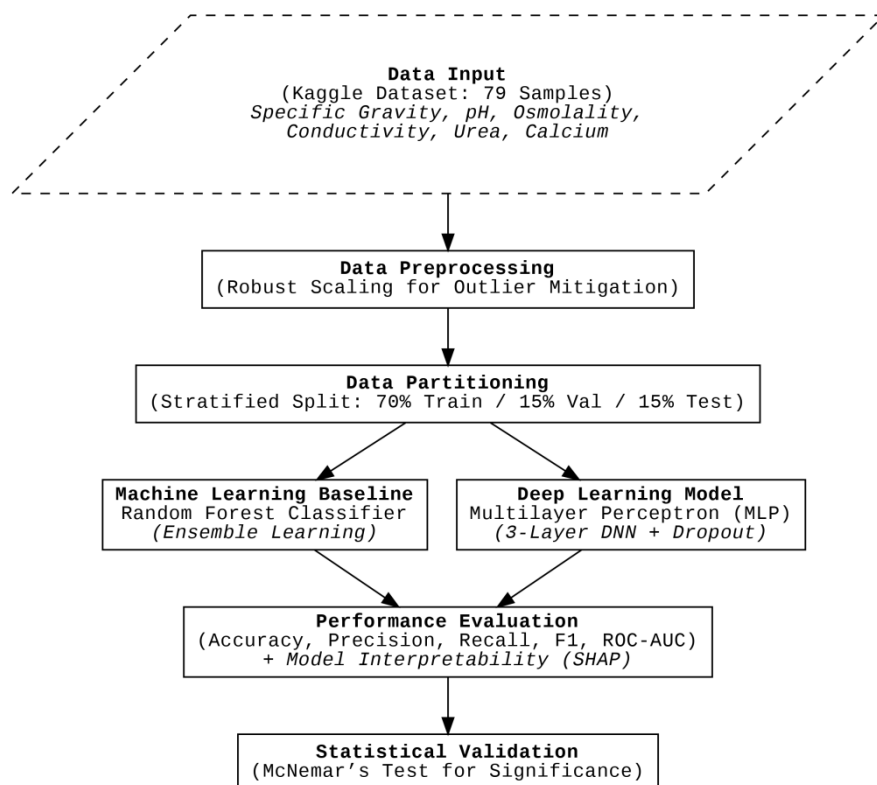 Data Input
(Kaggle Dataset: 79 Samples)
Specific Gravity, pH, Osmolality,
Conductivity, Urea, Calcium
Data Preprocessing
(Robust Scaling for Outlier Mitigation)
Data Partitioning
(Stratified Split: 70% Train / 15% Val / 15% Test)
Machine Learning Baseline
Random Forest Classifier
(Ensemble Learning)
Deep Learning Model
Multilayer Perceptron (MLP)
(3-Layer DNN + Dropout)
Performance Evaluation
(Accuracy, Precision, Recall, F1, ROC-AUC)
+ Model Interpretability (SHAP)
Statistical Validation
(McNemar’s Test for Significance)